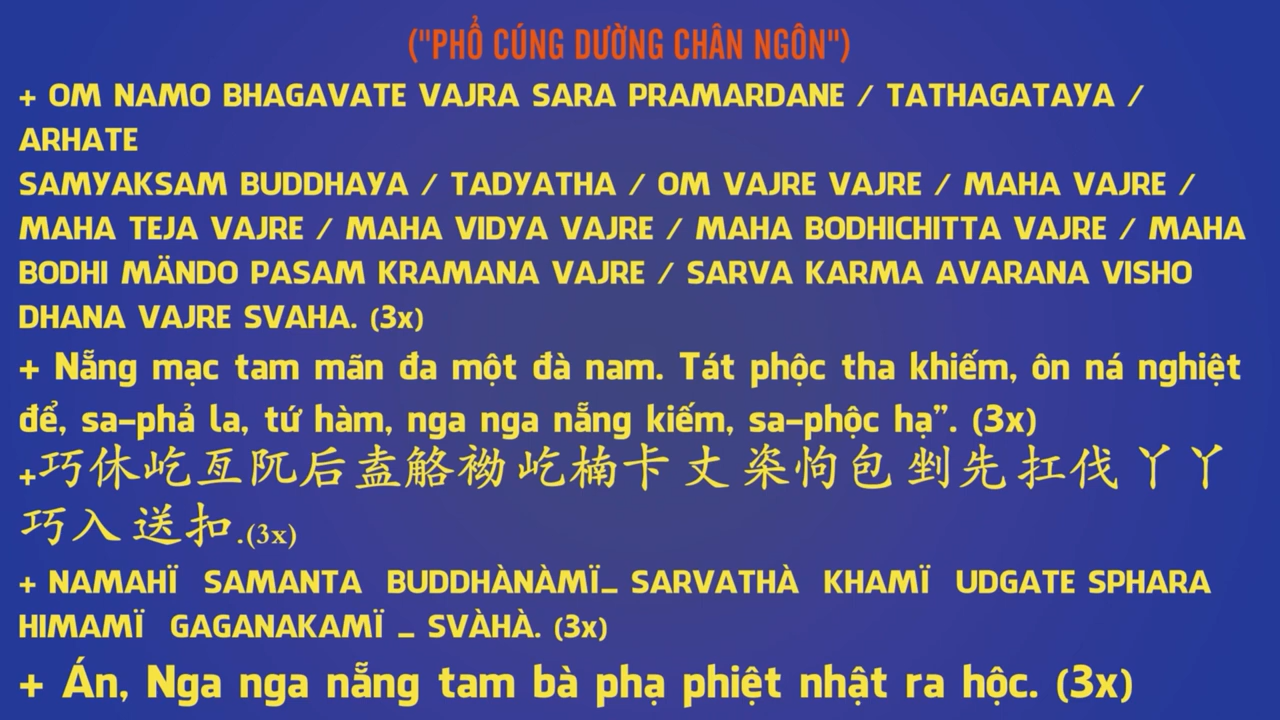 ("PHỔ CÚNG DƯỜNG CHÂN NGÔN")
+ OM NAMO BHAGAVATE VAJRA SARA PRAMARDANE / TATHAGATAYA /
ARHATE
SAMYAKSAM BUDDHAYA / TADYATHA / OM VAJRE VAJRE / MAHA VAJRE /
MAHA TEJA VAJRE / MAHA VIDYA VAJRE / MAHA BODHICHITTA VAJRE / MAHA
BODHI MÄNDO PASAM KRAMANA VAJRE / SARVA KARMA AVARANA VISHO
DHANA VAJRE SVAHA. (3x)
+ Nẵng mạc tam mãn đa một đà nam. Tát phộc tha khiếm, ôn ná nghiệt
để, sa-phả la, tứ hàm, nga nga nẵng kiếm, sa-phộc hạ”. (3x)
+巧休屹亙阢后盍觡袎屹楠卡丈 染怐包 剉先扛伐 丫丫
巧入送扣.(3x)
+ NAMAHÏ SAMANTA BUDDHÀNÀMÏ_ SARVATHÀ KHAMÏ UDGATE SPHARA
HIMAMÏ GAGANAKAMÏ _ SVÀHÀ. (3x)
+ Án, Nga nga nẵng tam bà phạ phiệt nhật ra hộc. (3x)